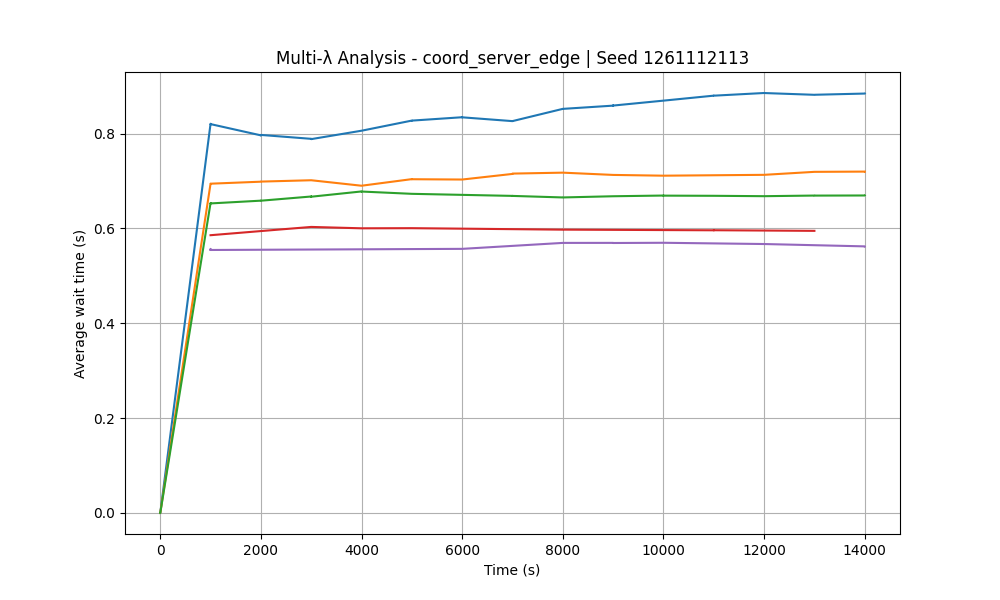 Multi-λ Analysis - coord_server_edge | Seed 1261112113
Average wait time (s)
0.8
0.6
0.4
0.2
0.0
0 2000 4000 6000 8000 10000 12000 14000
Time (s)